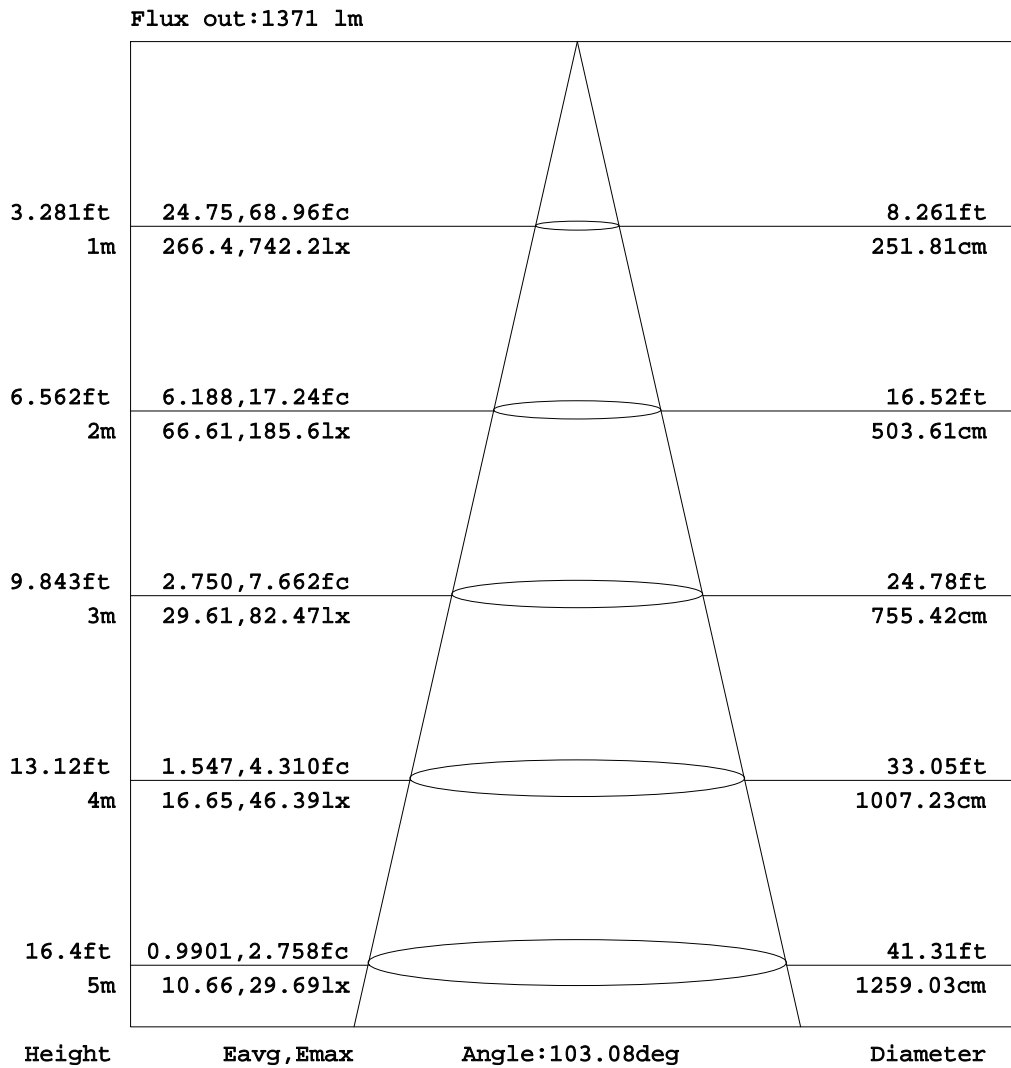 Flux out:1371 lm
3.281ft 24.75,68.96fc 8.261ft
1m 266.4,742.2lx 251.81cm
6.562ft 6.188,17.24fc 16.52ft
2m 66.61,185.6lx 503.61cm
9.843ft 2.750,7.662fc 24.78ft
3m 29.61,82.47lx 755.42cm
13.12ft 1.547,4.310fc 33.05ft
4m 16.65,46.39lx 1007.23cm
16.4ft 0.9901,2.758fc 41.31ft
5m 10.66,29.69lx 1259.03cm
Height Eavg,Emax Angle:103.08deg Diameter